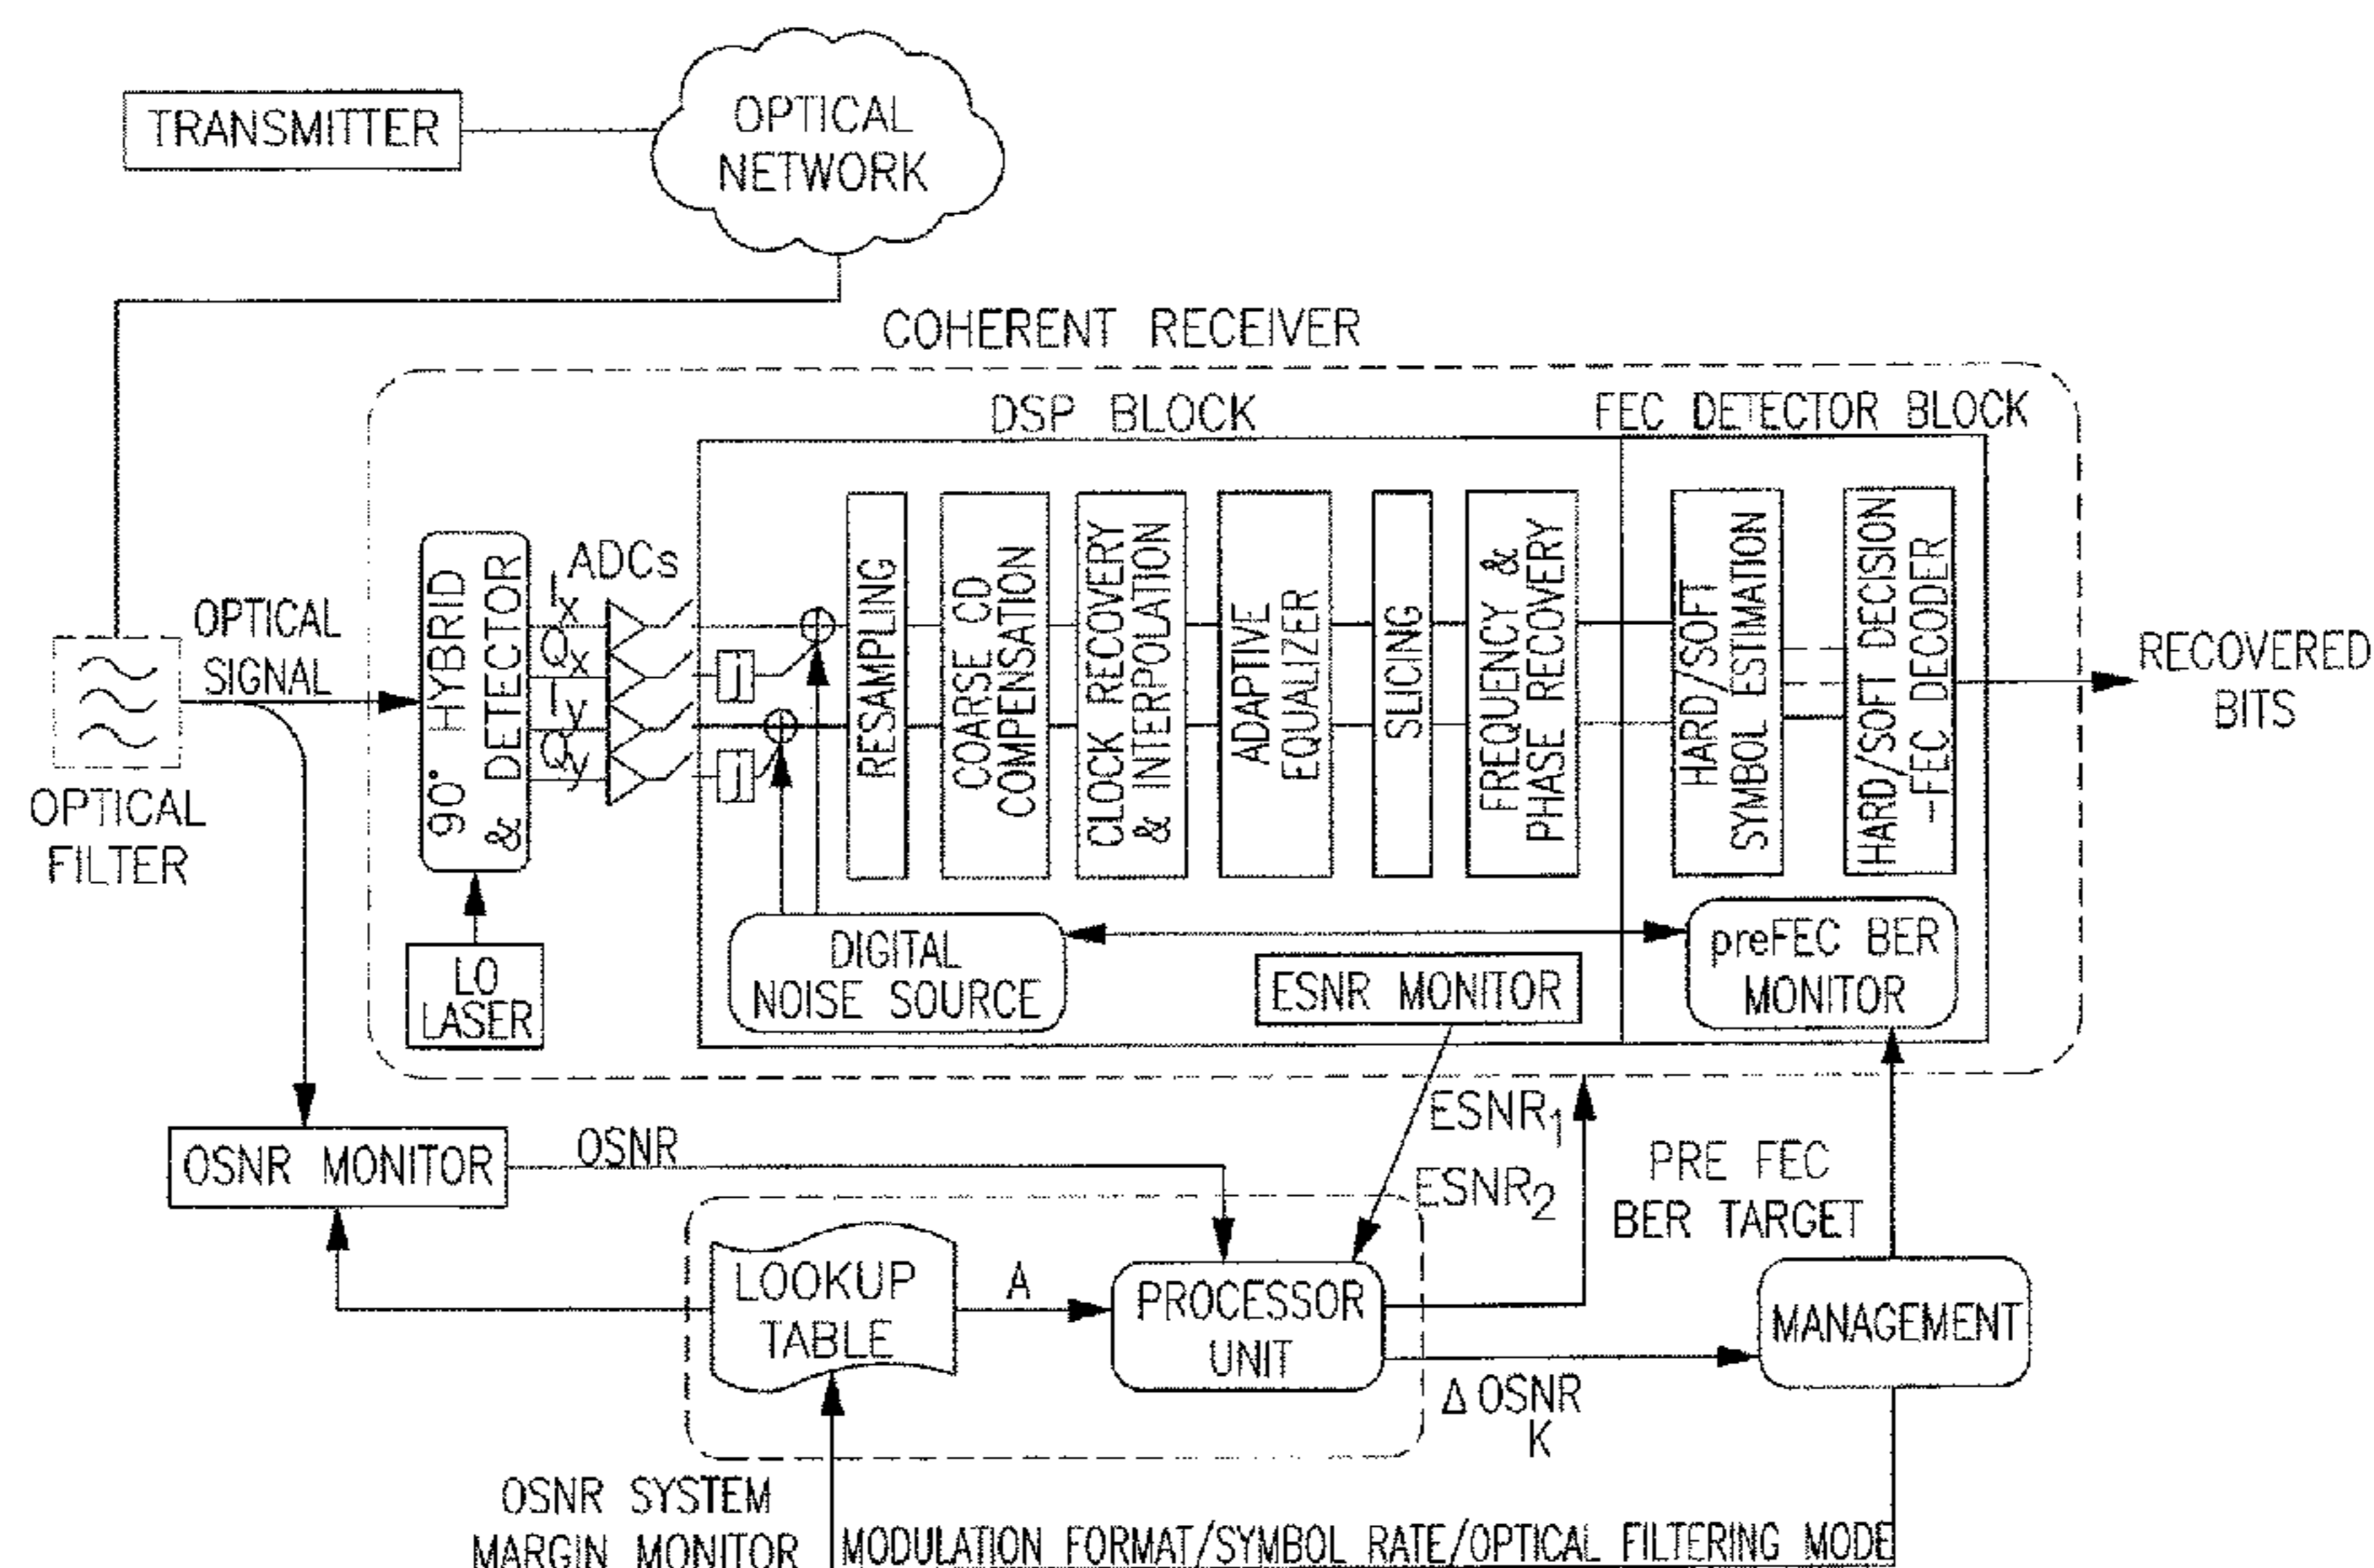 TRANSMITTER
OPTICAL
NETWORK
COHERENT RECEIVER
DSP BLOCK
FEC DETECTOR BLOCK
OPTICAL
SIGNAL
OPTICAL
FILTER
90° HYBRID
& DETECTOR
LO
LASER
ADCs
Ix
Qx
Iy
Qy
j
j
RESAMPLING
COARSE CD
COMPENSATION
CLOCK RECOVERY
& INTERPOLATION
ADAPTIVE
EQUALIZER
SLICING
FREQUENCY &
PHASE RECOVERY
HARD/SOFT
SYMBOL ESTIMATION
HARD/SOFT DECISION
-FEC DECODER
RECOVERED
BITS
DIGITAL
NOISE SOURCE
ESNR MONITOR
preFEC BER
MONITOR
OSNR MONITOR
OSNR
ESNR1
ESNR2
PRE FEC
BER TARGET
LOOKUP
TABLE
A
PROCESSOR
UNIT
MANAGEMENT
Δ OSNR
K
OSNR SYSTEM
MARGIN MONITOR
MODULATION FORMAT/SYMBOL RATE/OPTICAL FILTERING MODE